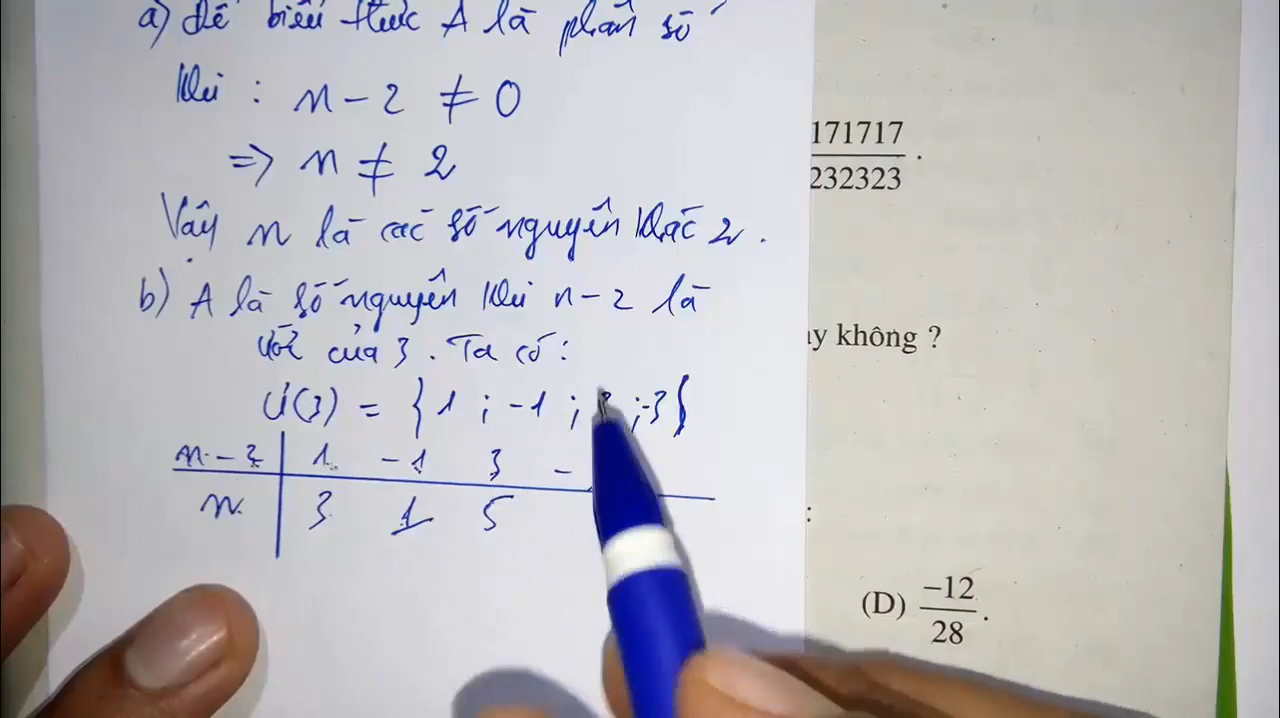 a) Để biểu thức A là phân số
khi : n - 2 ≠ 0
=> n ≠ 2
Vậy n là các số nguyên khác 2.
b) A là số nguyên khi n - 2 là
ước của 3. Ta có:
Ư(3) = { 1 ; -1 ; 3 ; -3 }
n - 2 | 1 -1 3 -
n | 3 1 5
171717
232323 .
ay không ?
:
(D) -12/28 .